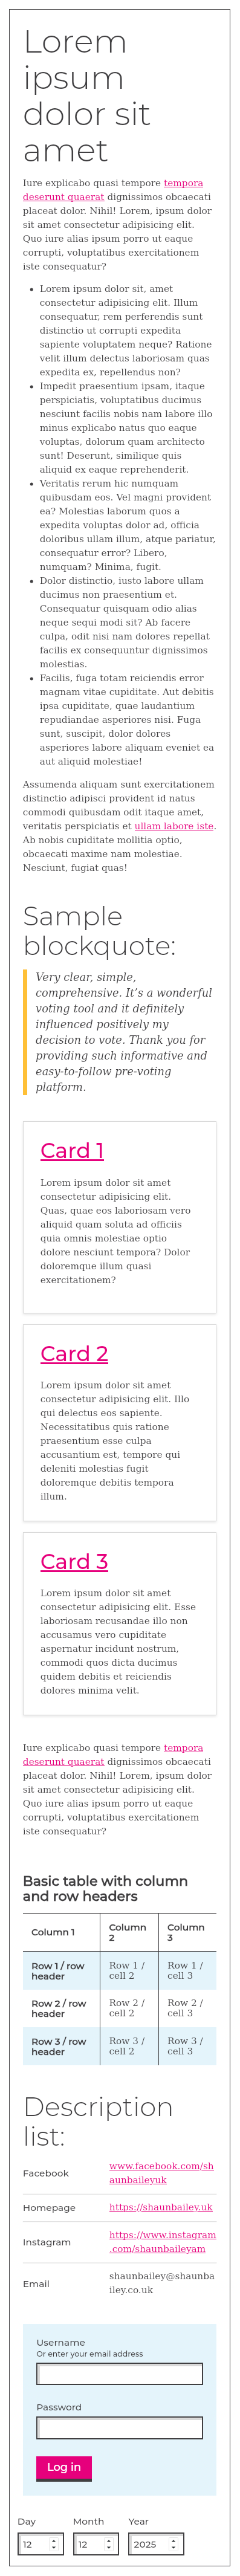 Lorem
ipsum
dolor sit
amet
Iure explicabo quasi tempore tempora
deserunt quaerat dignissimos obcaecati
placeat dolor. Nihil! Lorem, ipsum dolor
sit amet consectetur adipisicing elit.
Quo iure alias ipsum porro ut eaque
corrupti, voluptatibus exercitationem
iste consequatur?
• Lorem ipsum dolor sit, amet
consectetur adipisicing elit. Illum
consequatur, rem perferendis sunt
distinctio ut corrupti expedita
sapiente voluptatem neque? Ratione
velit illum delectus laboriosam quas
expedita ex, repellendus non?
• Impedit praesentium ipsam, itaque
perspiciatis, voluptatibus ducimus
nesciunt facilis nobis nam labore illo
minus explicabo natus quo eaque
voluptas, dolorum quam architecto
sunt! Deserunt, similique quis
aliquid ex eaque reprehenderit.
• Veritatis rerum hic numquam
quibusdam eos. Vel magni provident
ea? Molestias laborum quos a
expedita voluptas dolor ad, officia
doloribus ullam illum, atque pariatur,
consequatur error? Libero,
numquam? Minima, fugit.
• Dolor distinctio, iusto labore ullam
ducimus non praesentium et.
Consequatur quisquam odio alias
neque sequi modi sit? Ab facere
culpa, odit nisi nam dolores repellat
facilis ex consequuntur dignissimos
molestias.
• Facilis, fuga totam reiciendis error
magnam vitae cupiditate. Aut debitis
ipsa cupiditate, quae laudantium
repudiandae asperiores nisi. Fuga
sunt, suscipit, dolor dolores
asperiores labore aliquam eveniet ea
aut aliquid molestiae!
Assumenda aliquam sunt exercitationem
distinctio adipisci provident id natus
commodi quibusdam odit itaque amet,
veritatis perspiciatis et ullam labore iste.
Ab nobis cupiditate mollitia optio,
obcaecati maxime nam molestiae.
Nesciunt, fugiat quas!
Sample
blockquote:
Very clear, simple,
comprehensive. It’s a wonderful
voting tool and it definitely
influenced positively my
decision to vote. Thank you for
providing such informative and
easy-to-follow pre-voting
platform.
Card 1
Lorem ipsum dolor sit amet
consectetur adipisicing elit.
Quas, quae eos laboriosam vero
aliquid quam soluta ad officiis
quia omnis molestiae optio
dolore nesciunt tempora? Dolor
doloremque illum quasi
exercitationem?
Card 2
Lorem ipsum dolor sit amet
consectetur adipisicing elit. Illo
qui delectus eos sapiente.
Necessitatibus quis ratione
praesentium esse culpa
accusantium est, tempore qui
deleniti molestias fugit
doloremque debitis tempora
illum.
Card 3
Lorem ipsum dolor sit amet
consectetur adipisicing elit. Esse
laboriosam recusandae illo non
accusamus vero cupiditate
aspernatur incidunt nostrum,
commodi quos dicta ducimus
quidem debitis et reiciendis
dolores minima velit.
Iure explicabo quasi tempore tempora
deserunt quaerat dignissimos obcaecati
placeat dolor. Nihil! Lorem, ipsum dolor
sit amet consectetur adipisicing elit.
Quo iure alias ipsum porro ut eaque
corrupti, voluptatibus exercitationem
iste consequatur?
Basic table with column
and row headers
Column 1 Column 2 Column 3
Row 1 / row header Row 1 / cell 2 Row 1 / cell 3
Row 2 / row header Row 2 / cell 2 Row 2 / cell 3
Row 3 / row header Row 3 / cell 2 Row 3 / cell 3
Description
list:
Facebook www.facebook.com/shaunbaileyuk
Homepage https://shaunbailey.uk
Instagram https://www.instagram.com/shaunbaileyam
Email shaunbailey@shaunbailey.co.uk
Username
Or enter your email address
Password
Log in
Day Month Year
12 12 2025